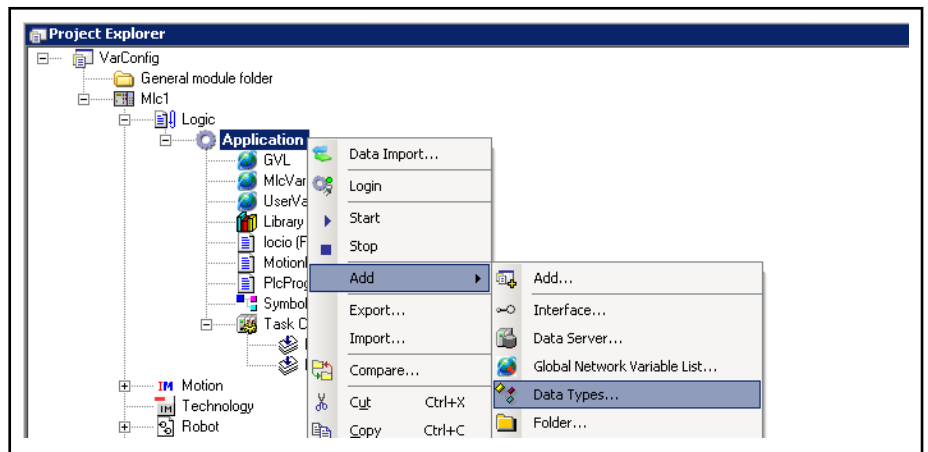 Project Explorer
VarConfig
General module folder
Mlc1
Logic
Application
GVL
MlcVar
UserVa
Library
Iocio (F
Motion
PlcProg
Symbol
Task C
Motion
Technology
Robot
Data Import...
Login
Start
Stop
Add
Export...
Import...
Compare...
Cut Ctrl+X
Copy Ctrl+C
Add...
Interface...
Data Server...
Global Network Variable List...
Data Types...
Folder...